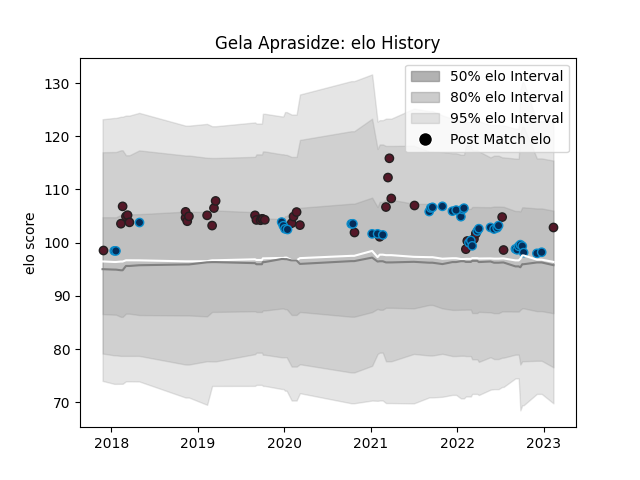 Gela Aprasidze: elo History
50% elo Interval
80% elo Interval
95% elo Interval
Post Match elo
elo score
130
120
110
100
90
80
70
2018 2019 2020 2021 2022 2023